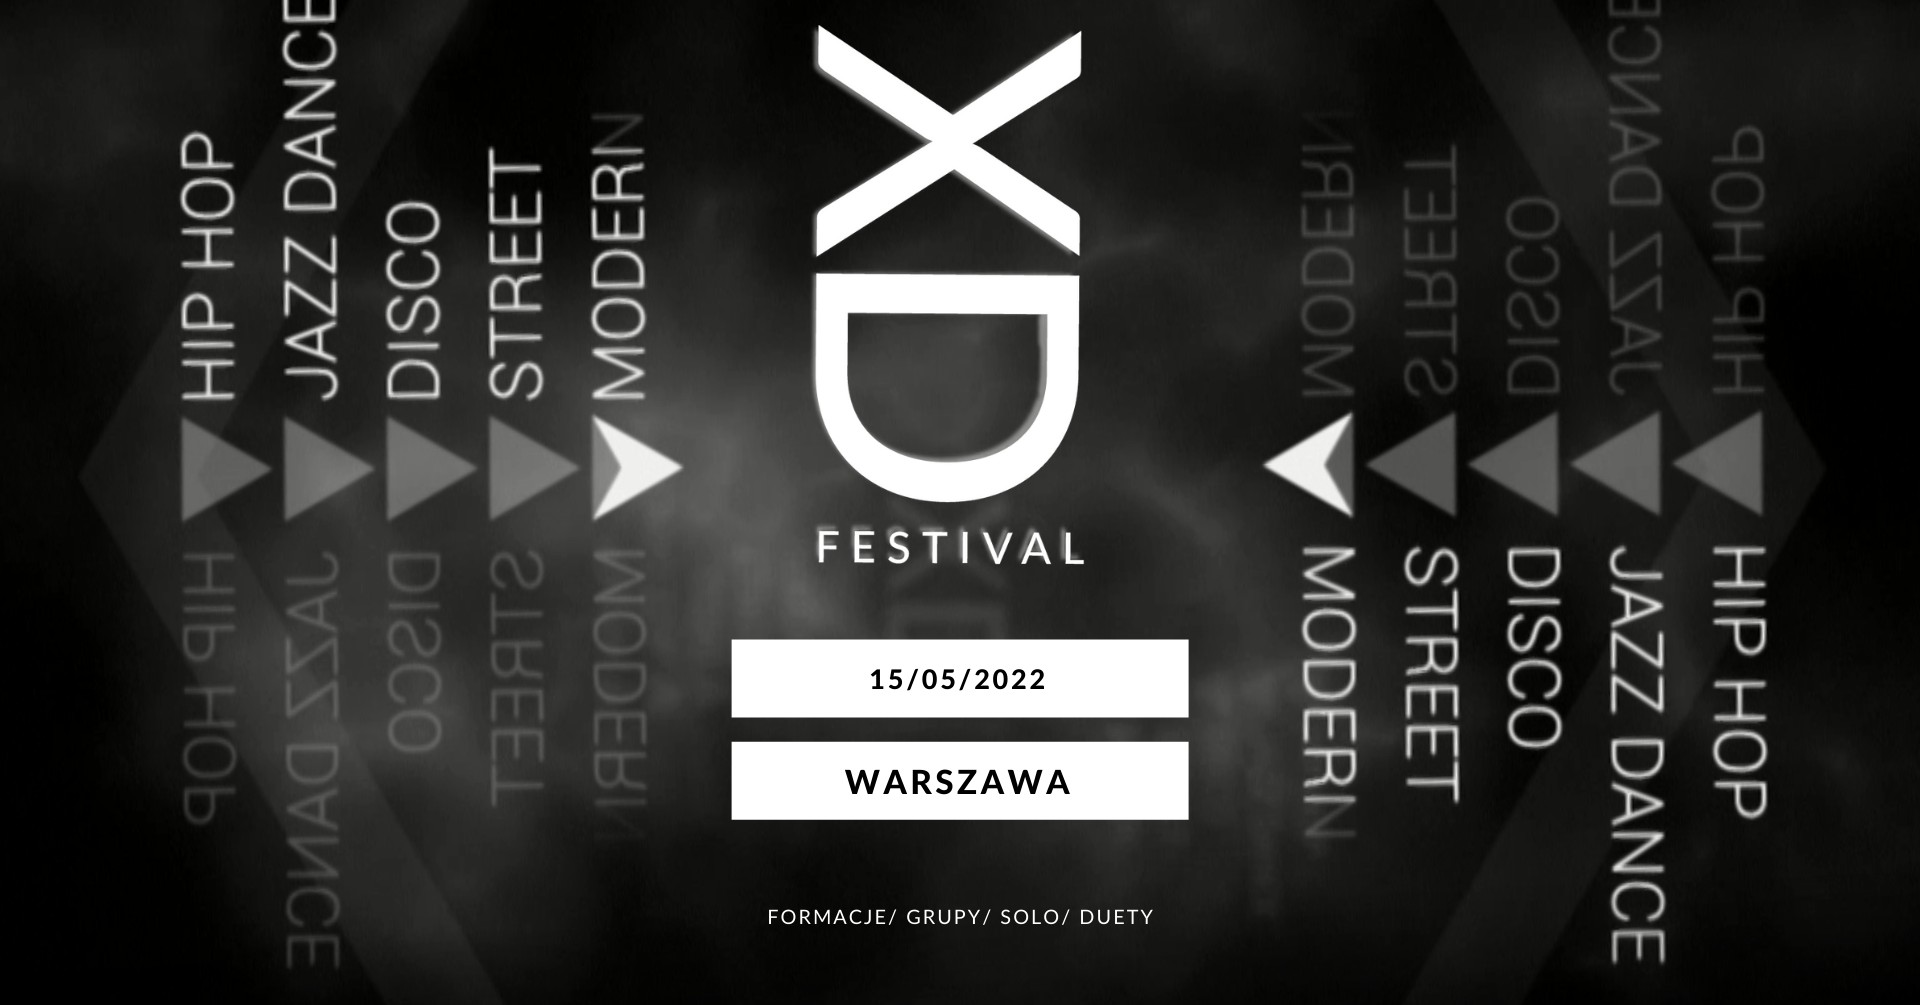 HIP HOP
JAZZ DANCE
DISCO
STREET
MODERN
XD
FESTIVAL
15/05/2022
WARSZAWA
FORMACJE/ GRUPY/ SOLO/ DUETY
MODERN
STREET
DISCO
JAZZ DANCE
HIP HOP